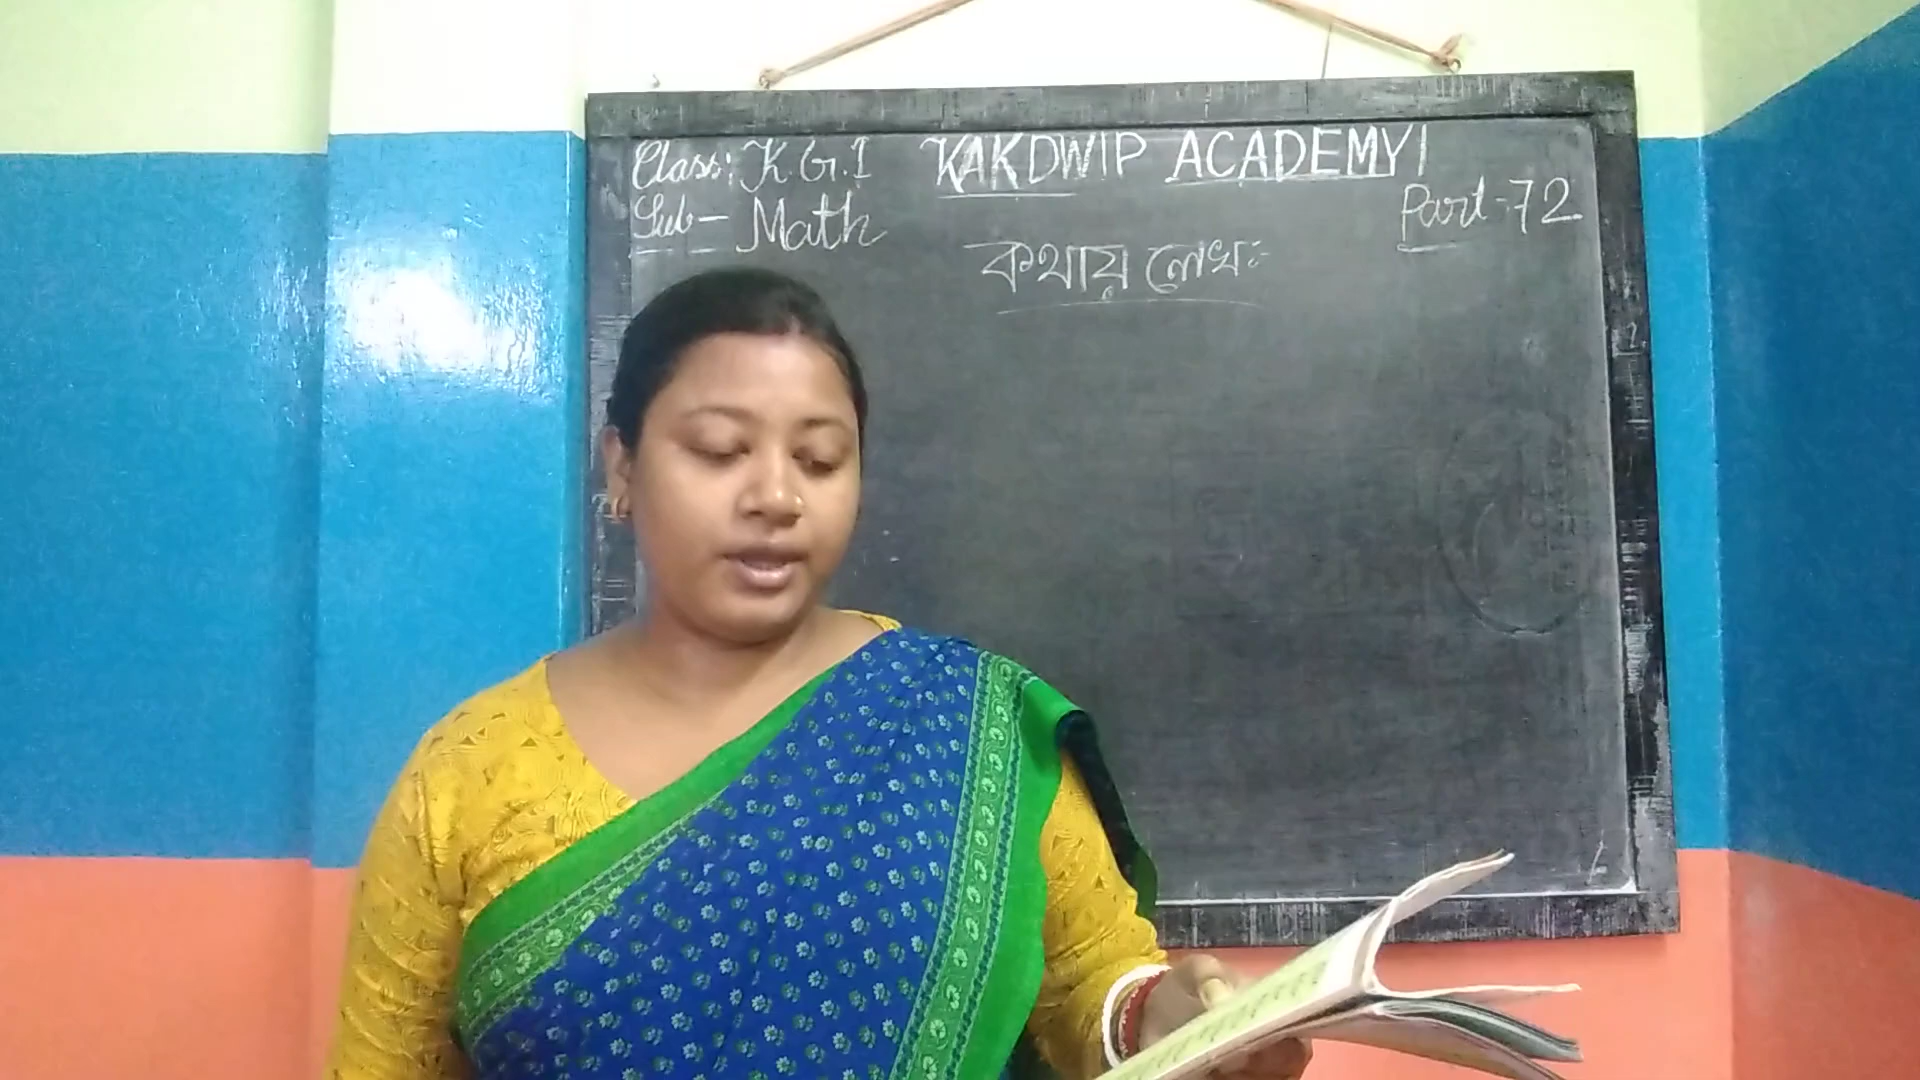 Class: K.G.I KAKDWIP ACADEMY
Sub- Math Part-72
কথায় লেখ:-